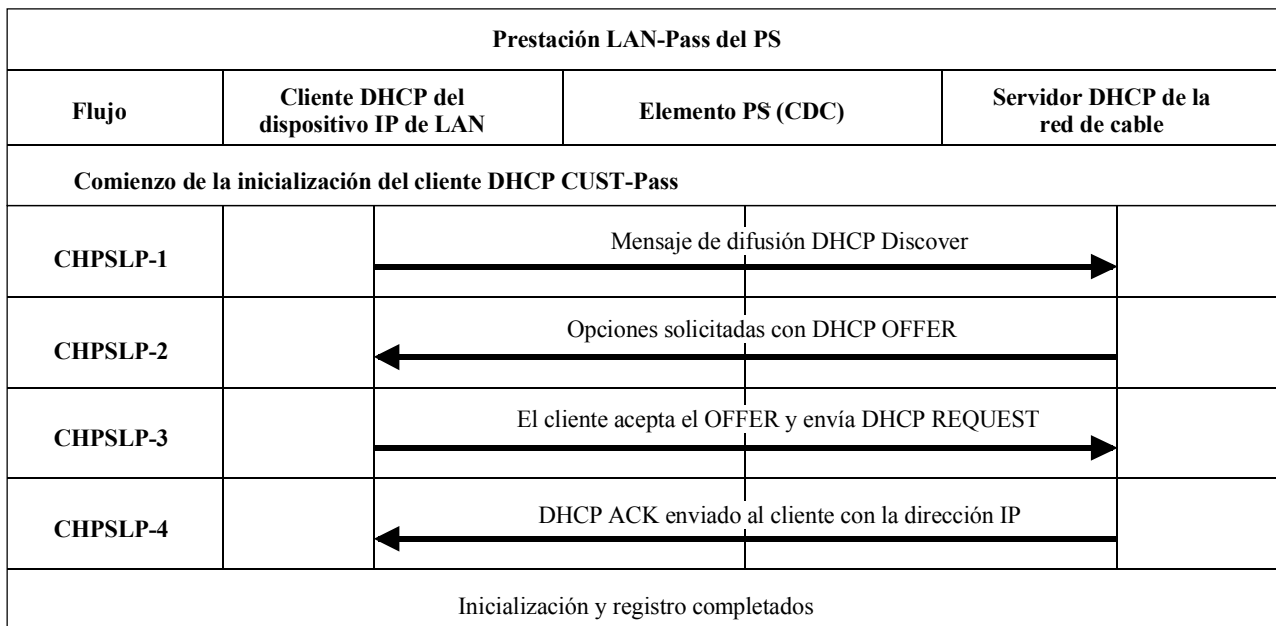 Prestación LAN-Pass del PS
Flujo
Cliente DHCP del
dispositivo IP de LAN
Elemento PS (CDC)
Servidor DHCP de la
red de cable
Comienzo de la inicialización del cliente DHCP CUST-Pass
CHPSLP-1
Mensaje de difusión DHCP Discover
CHPSLP-2
Opciones solicitadas con DHCP OFFER
CHPSLP-3
El cliente acepta el OFFER y envía DHCP REQUEST
CHPSLP-4
DHCP ACK enviado al cliente con la dirección IP
Inicialización y registro completados